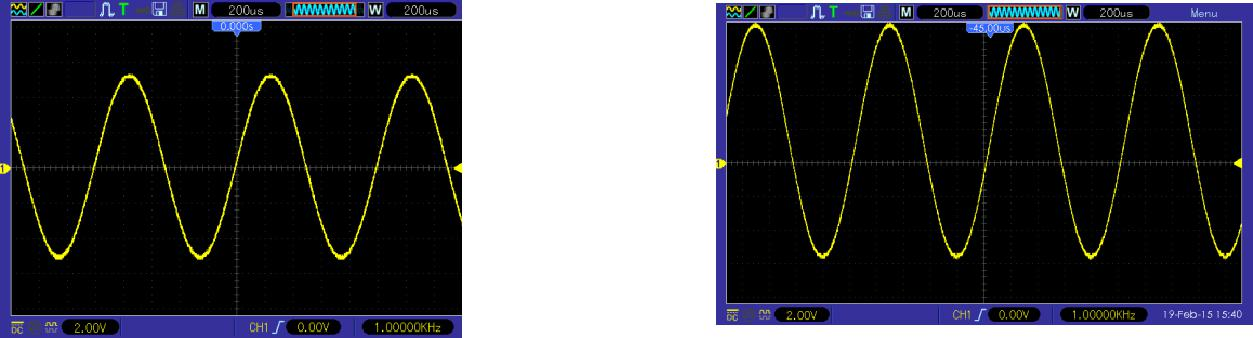 T M 200us W 200us
0.000s
1
2.00V CH1 0.00V 1.00000KHz
T M 200us W 200us Menu
-45.00us
1
2.00V CH1 0.00V 1.00000KHz 19-Feb-15 15:40